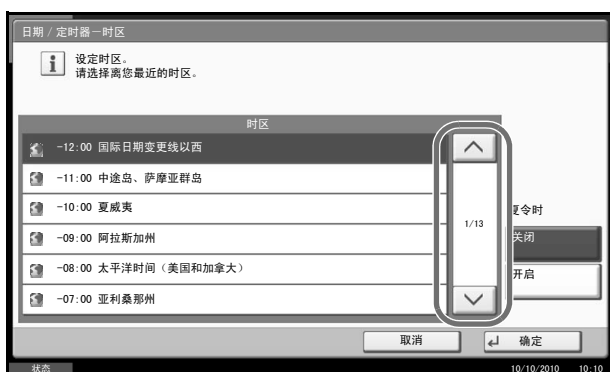 日期 / 定时器－时区
设定时区。
请选择离您最近的时区。
时区
-12:00 国际日期变更线以西
-11:00 中途岛、萨摩亚群岛
-10:00 夏威夷
-09:00 阿拉斯加州
-08:00 太平洋时间（美国和加拿大）
-07:00 亚利桑那州
1/13
夏令时
关闭
开启
取消
确定
状态
10/10/2010 10:10